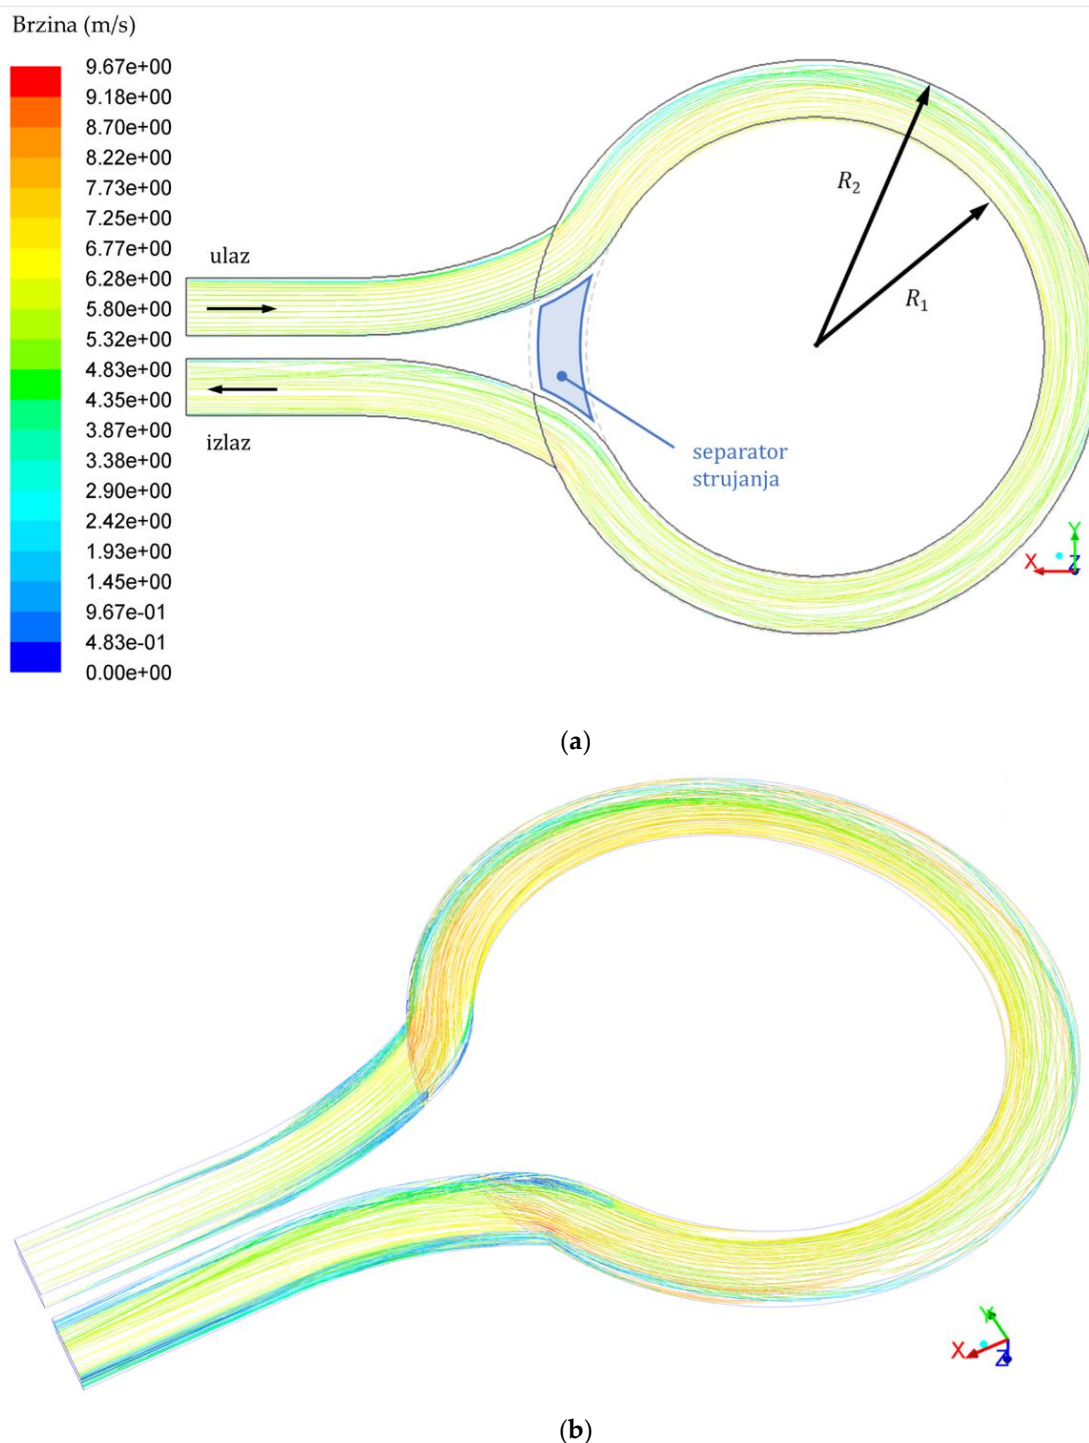 Brzina (m/s)
9.67e+00
9.18e+00
8.70e+00
8.22e+00
7.73e+00
7.25e+00
6.77e+00
6.28e+00
5.80e+00
5.32e+00
4.83e+00
4.35e+00
3.87e+00
3.38e+00
2.90e+00
2.42e+00
1.93e+00
1.45e+00
9.67e-01
4.83e-01
0.00e+00
ulaz
izlaz
R₂
R₁
separator
strujanja
Y
X
Z
(a)
Y
X
Z
(b)